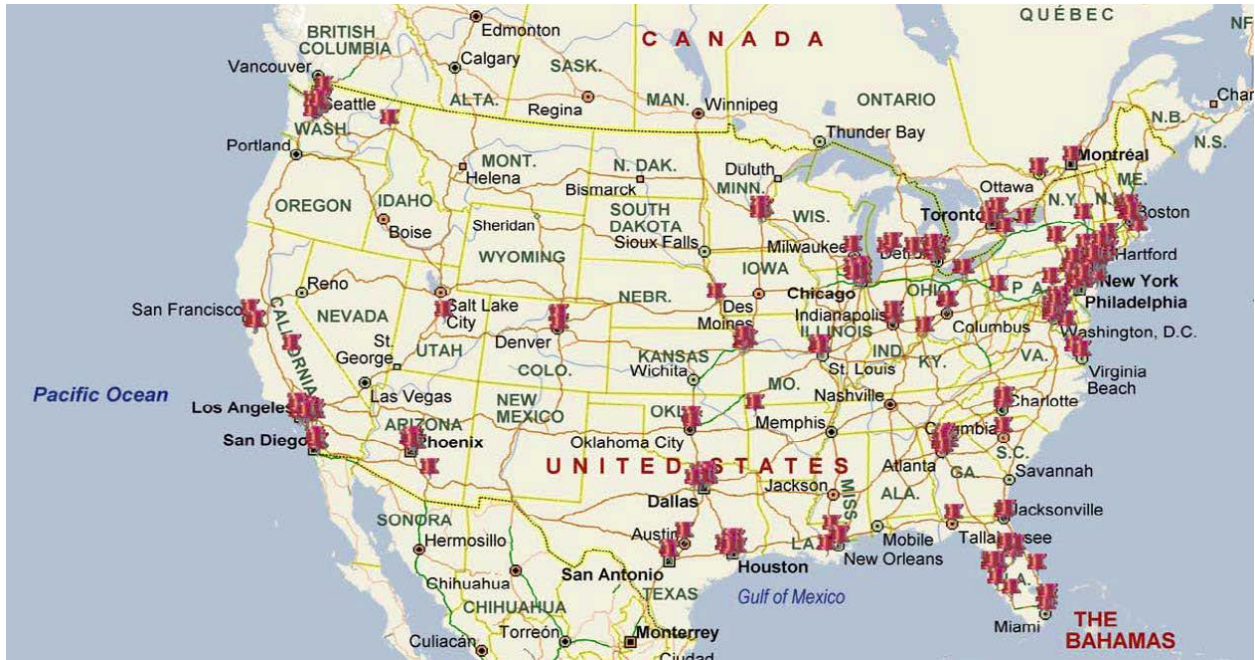 QUÉBEC
NF
CANADA
Edmonton
BRITISH
COLUMBIA
Vancouver
Calgary
SASK.
ALTA.
Regina
MAN.
Winnipeg
ONTARIO
Char
N.B.
N.S.
Thunder Bay
Seattle
WASH.
Portland
MONT.
Helena
N. DAK.
Bismarck
Duluth
MINN.
Montréal
Ottawa
ME.
N.Y.
N.H.
Boston
OREGON
IDAHO
Boise
Sheridan
SOUTH
DAKOTA
Sioux Falls
WIS.
Milwaukee
Toronto
Detro
Hartford
WYOMING
IOWA
Reno
NEBR.
Des
Moines
Chicago
OHIO
P A.
New York
Philadelphia
San Francisco
CALIFORNIA
NEVADA
Salt Lake
City
Denver
Indianapolis
ILLINOIS
Columbus
Washington, D.C.
St.
George
UTAH
COLO.
KANSAS
Wichita
MO.
St. Louis
IND.
KY.
VA.
Virginia
Beach
Pacific Ocean
Las Vegas
Los Angeles
NEW
MEXICO
OKL
Nashville
Charlotte
ARIZONA
Phoenix
San Diego
Oklahoma City
Memphis
Columbia
S.C.
UNITED STATES
Atlanta
GA.
Savannah
Dallas
Jackson
MISS.
ALA.
SONORA
Hermosillo
Austin
LA.
Mobile
Tallahassee
Jacksonville
New Orleans
San Antonio
Houston
Chihuahua
TEXAS
Gulf of Mexico
CHIHUAHUA
Miami
THE
BAHAMAS
Culiacán
Torreón
Monterrey
Ciudad